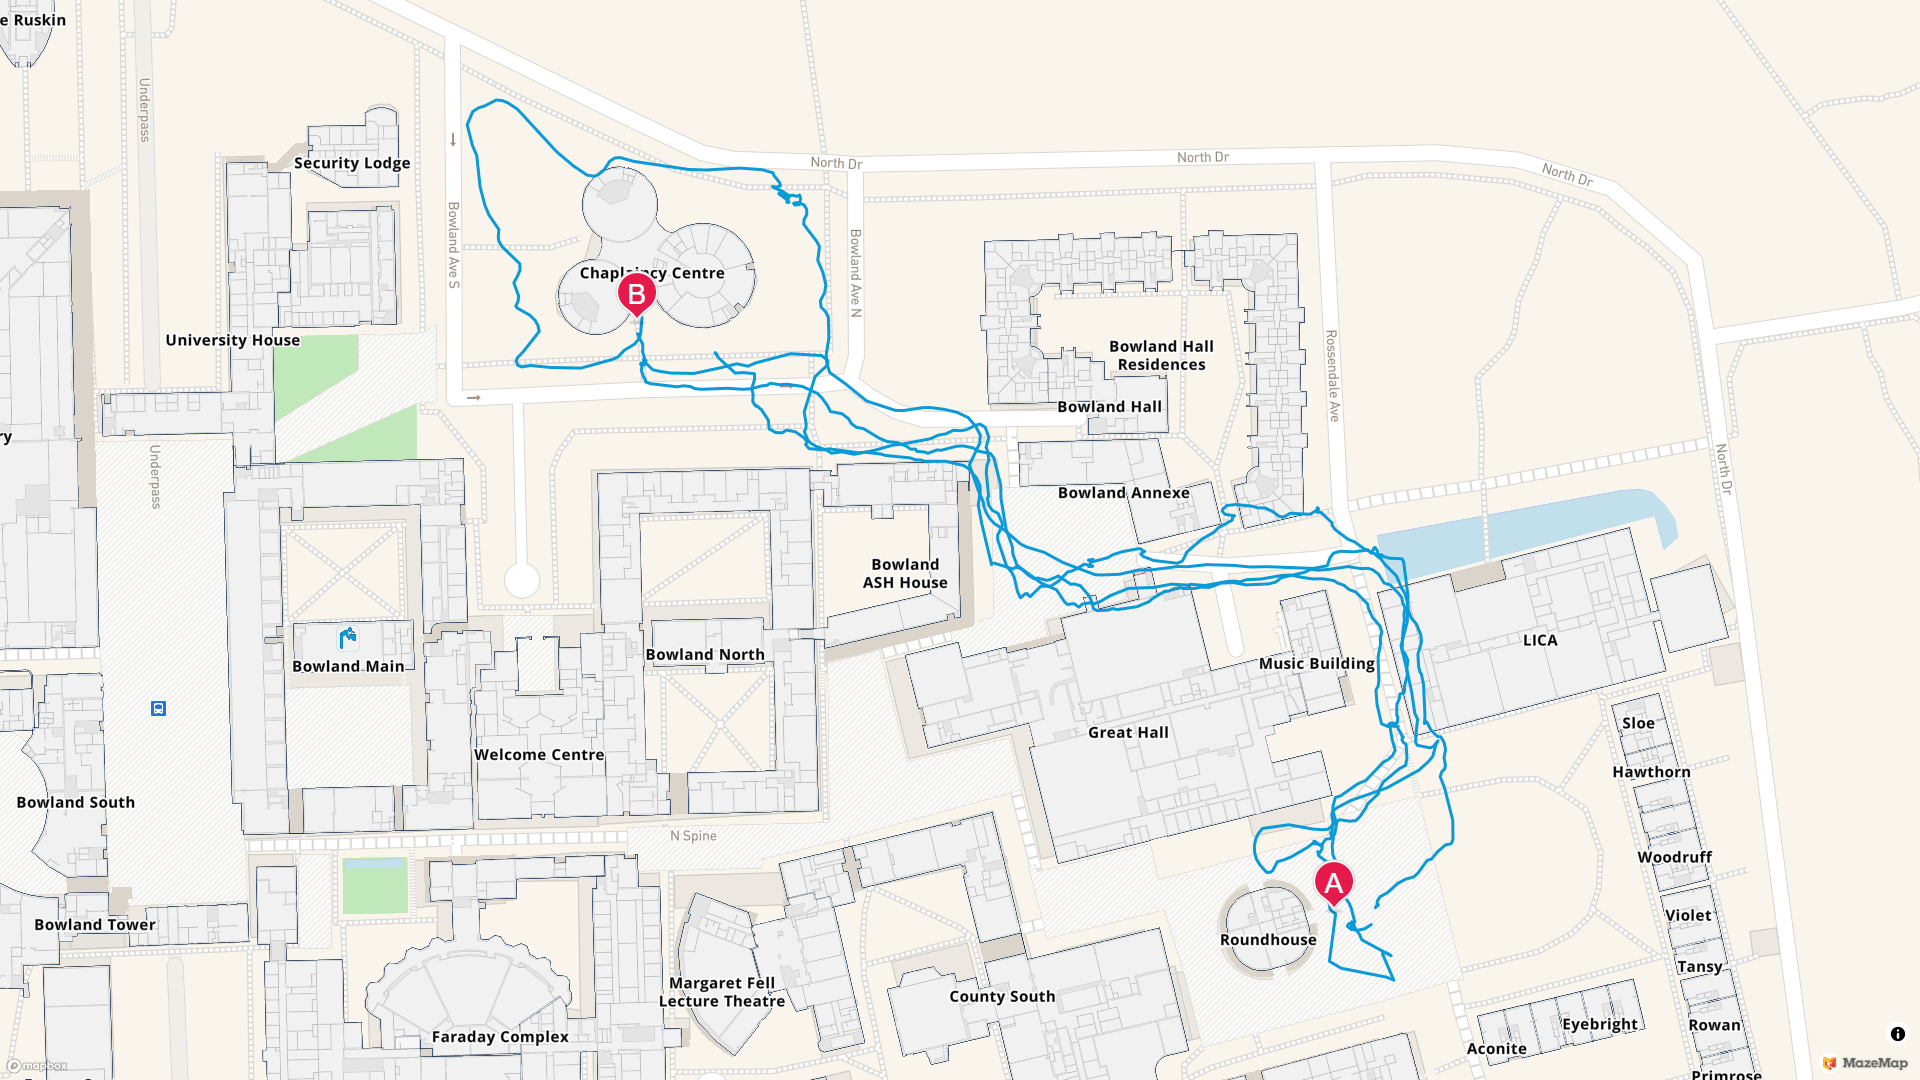 e Ruskin
Underpass
Security Lodge
North Dr
North Dr
North Dr
Bowland Ave S
Bowland Ave N
Chaplaincy Centre
B
University House
Bowland Hall
Residences
Rossendale Ave
Bowland Hall
ry
Underpass
North Dr
Bowland Annexe
Bowland
ASH House
Bowland Main
Bowland North
Music Building
LICA
Great Hall
Sloe
Welcome Centre
Hawthorn
Bowland South
N Spine
Woodruff
A
Violet
Bowland Tower
Roundhouse
Tansy
Margaret Fell
Lecture Theatre
County South
Eyebright
Rowan
Faraday Complex
Aconite
Primrose
mapbox
MazeMap